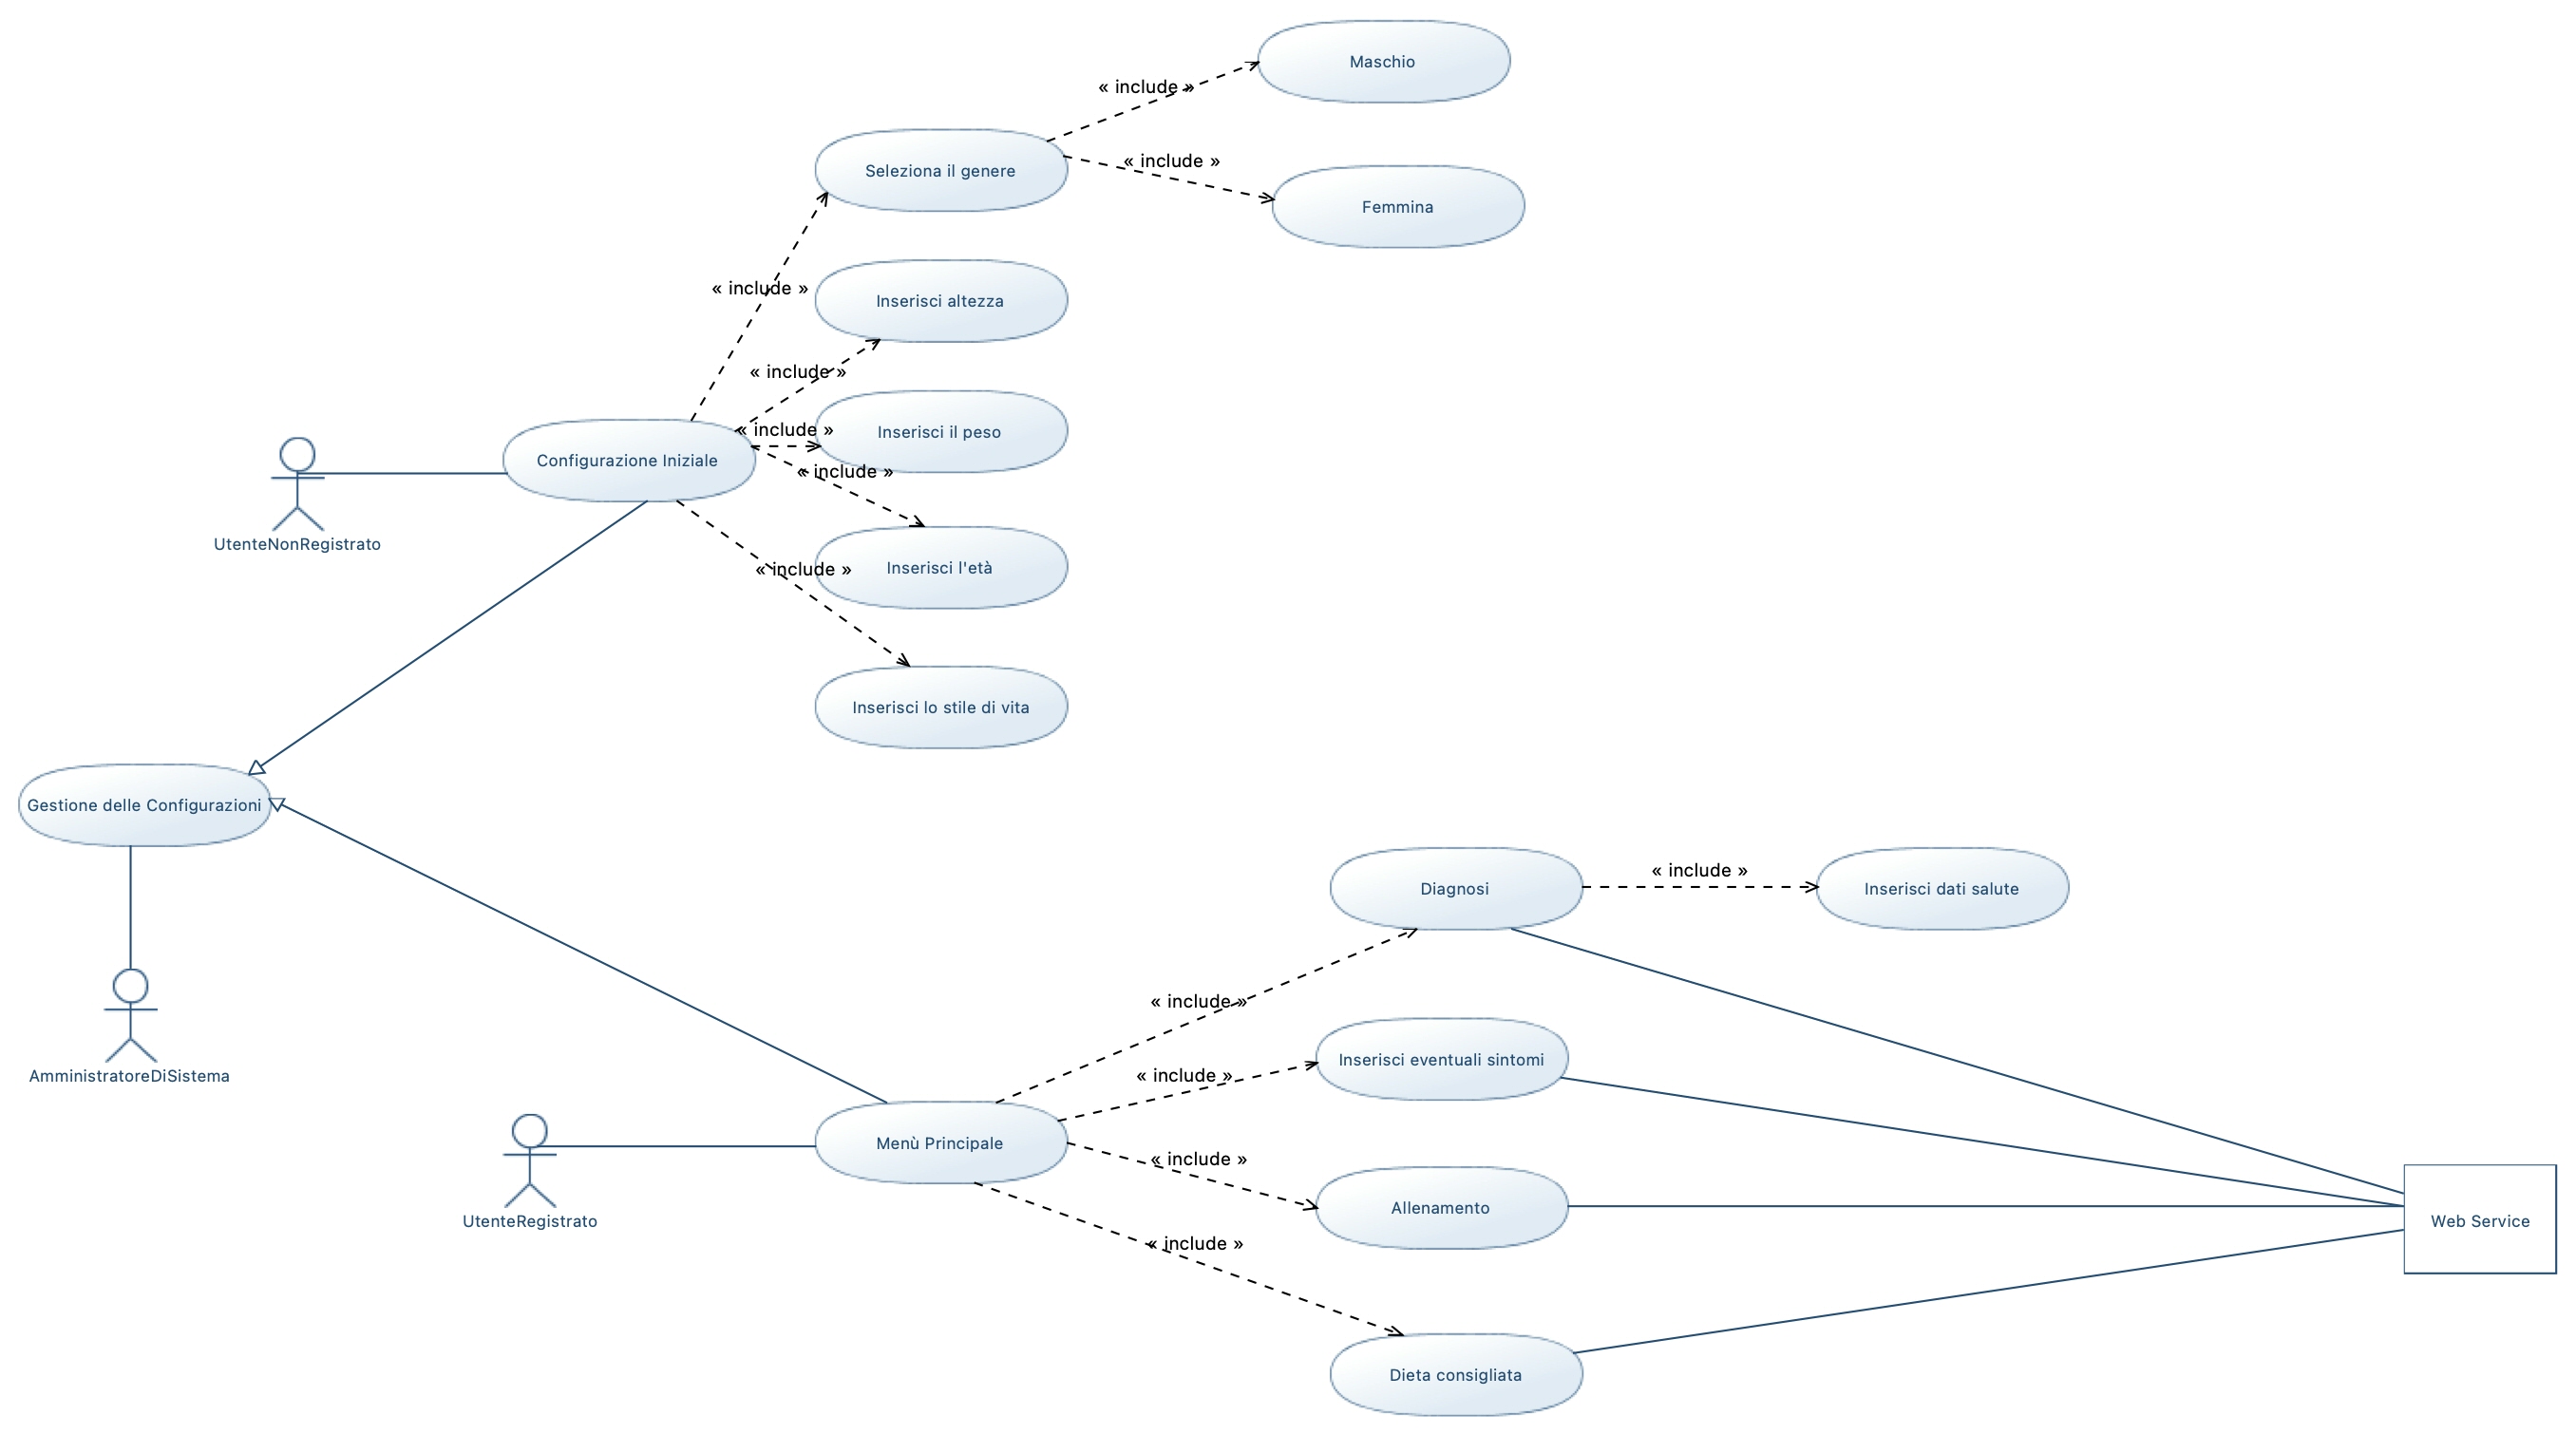 Maschio
« include »
« include »
Seleziona il genere
Femmina
« include »
Inserisci altezza
« include »
« include »
Inserisci il peso
Configurazione Iniziale
« include »
UtenteNonRegistrato
« include »
Inserisci l'età
Inserisci lo stile di vita
Gestione delle Configurazioni
« include »
Diagnosi
Inserisci dati salute
« include »
Inserisci eventuali sintomi
AmministratoreDiSistema
« include »
Menù Principale
« include »
Allenamento
UtenteRegistrato
Web Service
« include »
Dieta consigliata